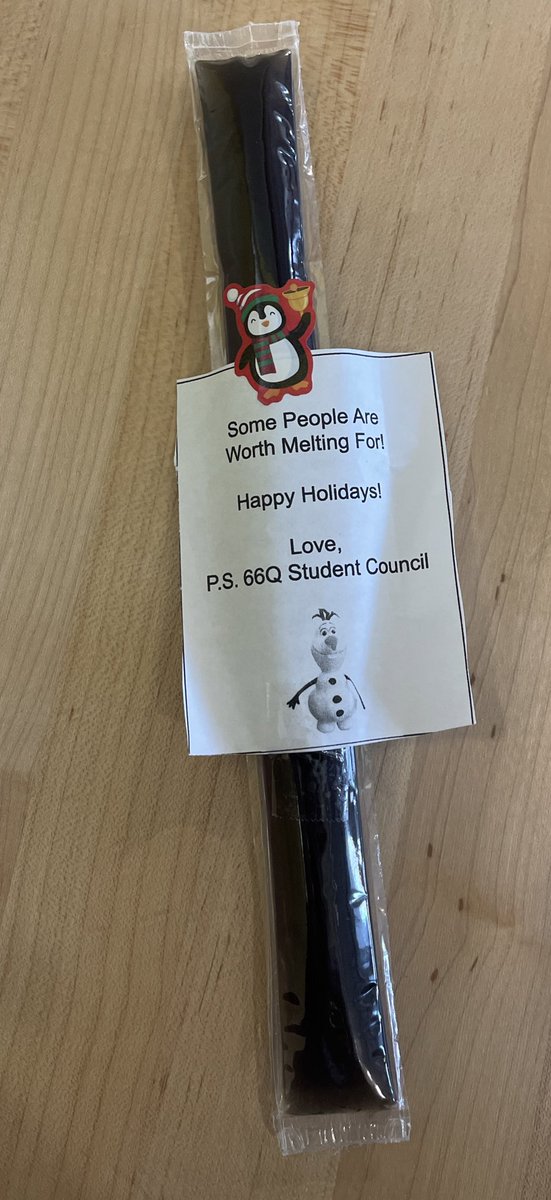 Some People Are
Worth Melting For!
Happy Holidays!
Love,
P.S. 66Q Student Council